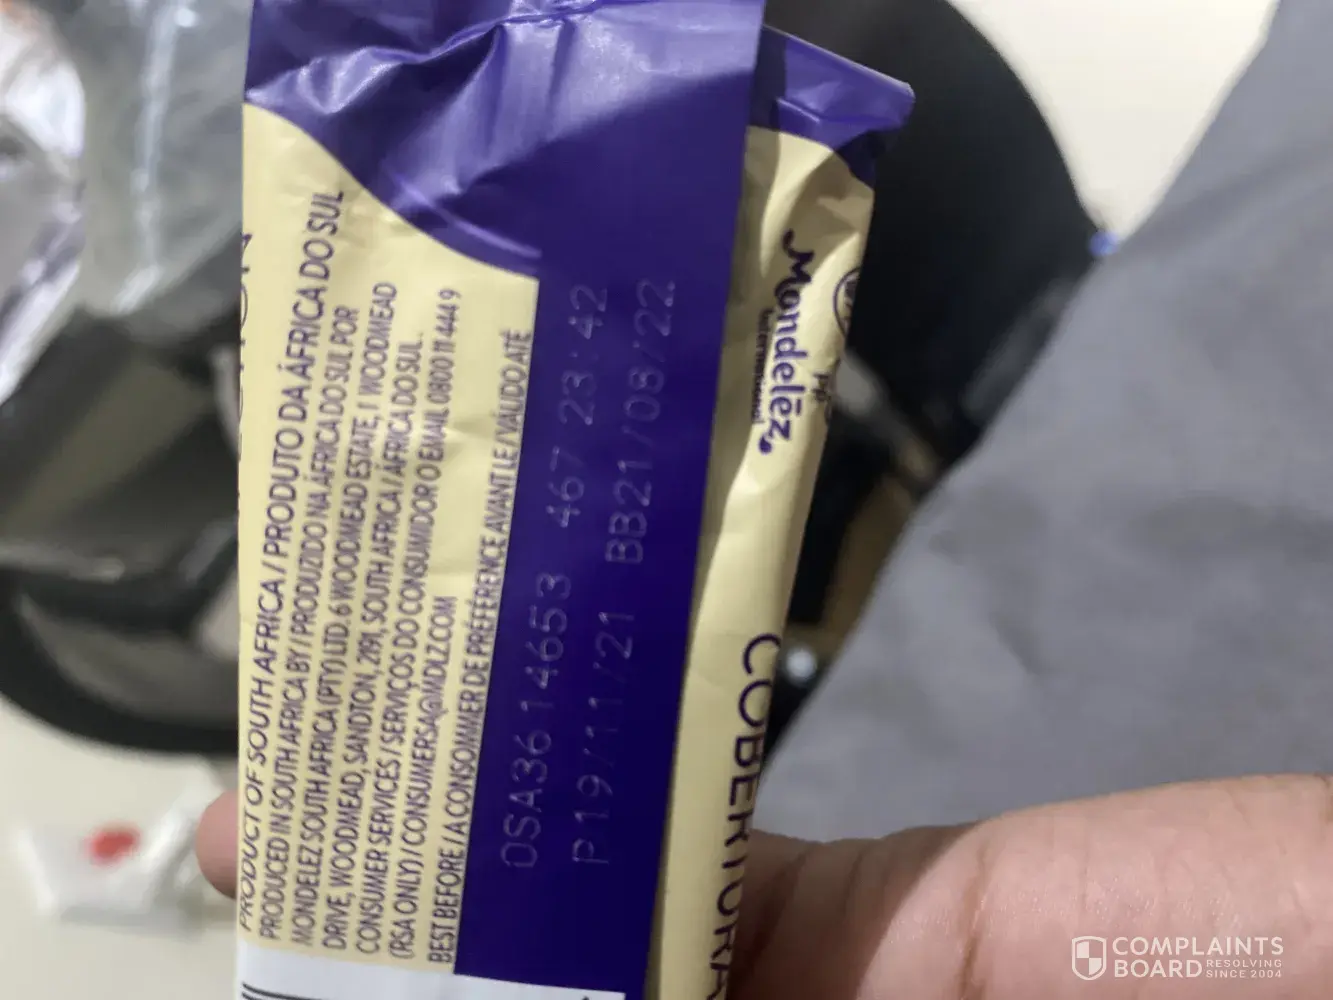 PRODUCT OF SOUTH AFRICA / PRODUTO DA ÁFRICA DO SUL
PRODUCED IN SOUTH AFRICA BY / PRODUZIDO NA ÁFRICA DO SUL POR
MONDELEZ SOUTH AFRICA (PTY) LTD. 6 WOODMEAD ESTATE, 1 WOODMEAD
DRIVE, WOODMEAD, SANDTON, 2191, SOUTH AFRICA / ÁFRICA DO SUL.
CONSUMER SERVICES / SERVIÇOS DO CONSUMIDOR O EMAIL 0800 11 444 9
(RSA ONLY) / CONSUMERSA@MDLZ.COM
BEST BEFORE / A CONSOMMER DE PRÉFÉRENCE AVANT LE / VÁLIDO ATÉ
OSA3614653 467 23:42
P19/11/21 BB21/08/22
Mondelēz
International
COBERTURA
COMPLAINTS
BOARD RESOLVING
SINCE 2004